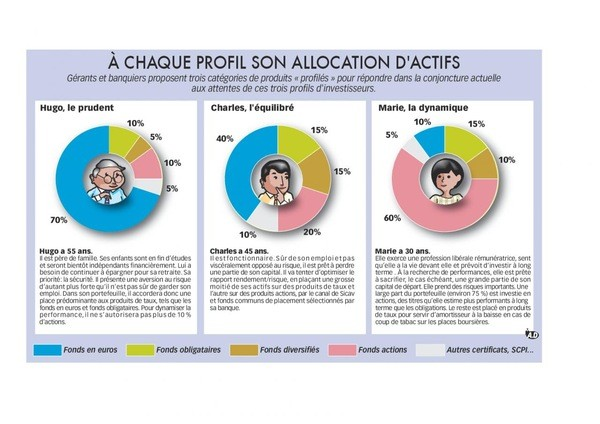 À CHAQUE PROFIL SON ALLOCATION D'ACTIFS
Gérants et banquiers proposent trois catégories de produits « profilés » pour répondre dans la conjoncture actuelle
aux attentes de ces trois profils d'investisseurs.
Hugo, le prudent
10%
5%
10%
5%
70%
Hugo a 55 ans.
Il est père de famille. Ses enfants sont en fin d'études
et seront bientôt indépendants financièrement. Lui a
besoin de continuer à épargner pour sa retraite. Sa
priorité : la sécurité. Il présente une aversion au risque
d'autant plus forte qu'il n'est pas sûr de garder son
emploi. Dans son portefeuille, il accordera donc une
place prédominante aux produits de taux, tels que les
fonds en euros et fonds obligataires. Pour dynamiser la
performance, il ne s'autorisera pas plus de 10 %
d'actions.
Charles, l'équilibré
40%
15%
15%
20%
10%
Charles a 45 ans.
Il est fonctionnaire. Sûr de son emploi et pas
viscéralement opposé au risque, il est prêt à perdre
une partie de son capital. Il va tenter d'optimiser le
rapport rendement/risque, en plaçant une grosse
moitié de ses actifs sur des produits de taux et
l'autre sur des produits actions, par le canal de Sicav
et fonds communs de placement sélectionnés par
sa banque.
Marie, la dynamique
10%
5%
15%
10%
60%
Marie a 30 ans.
Elle exerce une profession libérale rémunératrice, sent
qu'elle a la vie devant elle et prévoit d'investir à long
terme . À la recherche de performances, elle est prête
à sacrifier, le cas échéant, une grande partie de son
capital de départ. Elle prend des risques importants. Une
large part du portefeuille (environ 75 %) est investie en
actions, des titres qu'elle estime plus performants à long
terme que les obligations. Le reste est placé en produits
de taux pour servir d'amortisseur à la baisse en cas de
coup de tabac sur les places boursières.
Fonds en euros
Fonds obligataires
Fonds diversifiés
Fonds actions
Autres certificats, SCPI...